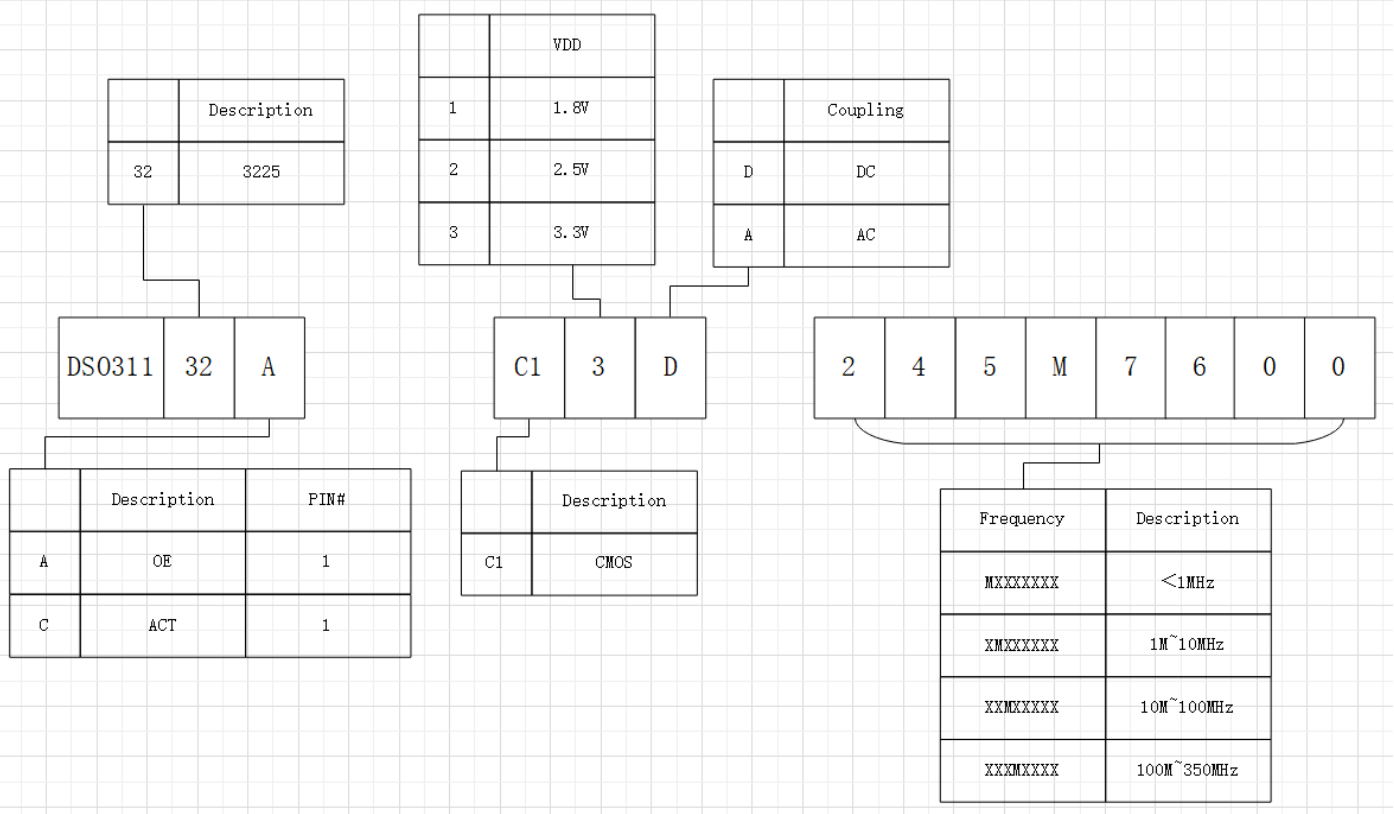 VDD
1 1.8V
2 2.5V
3 3.3V
Description
32 3225
Coupling
D DC
A AC
DSO311 32 A
C1 3 D
2 4 5 M 7 6 0 0
Description PIN#
A OE 1
C ACT 1
Description
C1 CMOS
Frequency Description
MXXXXXXX <1MHz
XMXXXXXX 1M~10MHz
XXMXXXXX 10M~100MHz
XXXMXXXX 100M~350MHz